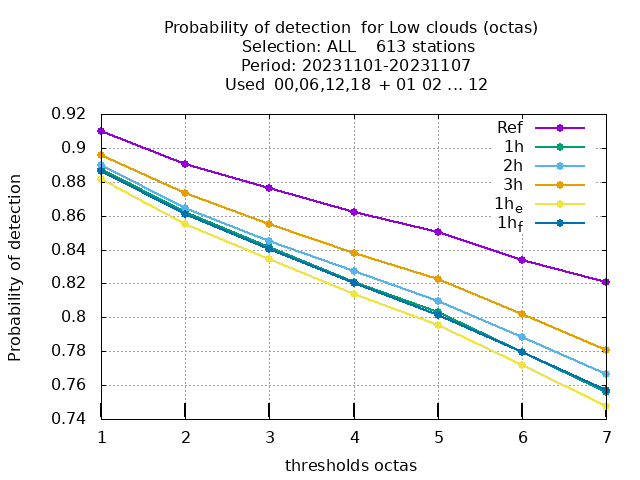 Probability of detection  for Low clouds (octas)
Selection: ALL    613 stations
Period: 20231101-20231107
Used  00,06,12,18 + 01 02 ... 12
Probability of detection
0.92
0.9
0.88
0.86
0.84
0.82
0.8
0.78
0.76
0.74
Ref
1h
2h
3h
1he
1hf
1 2 3 4 5 6 7
thresholds octas